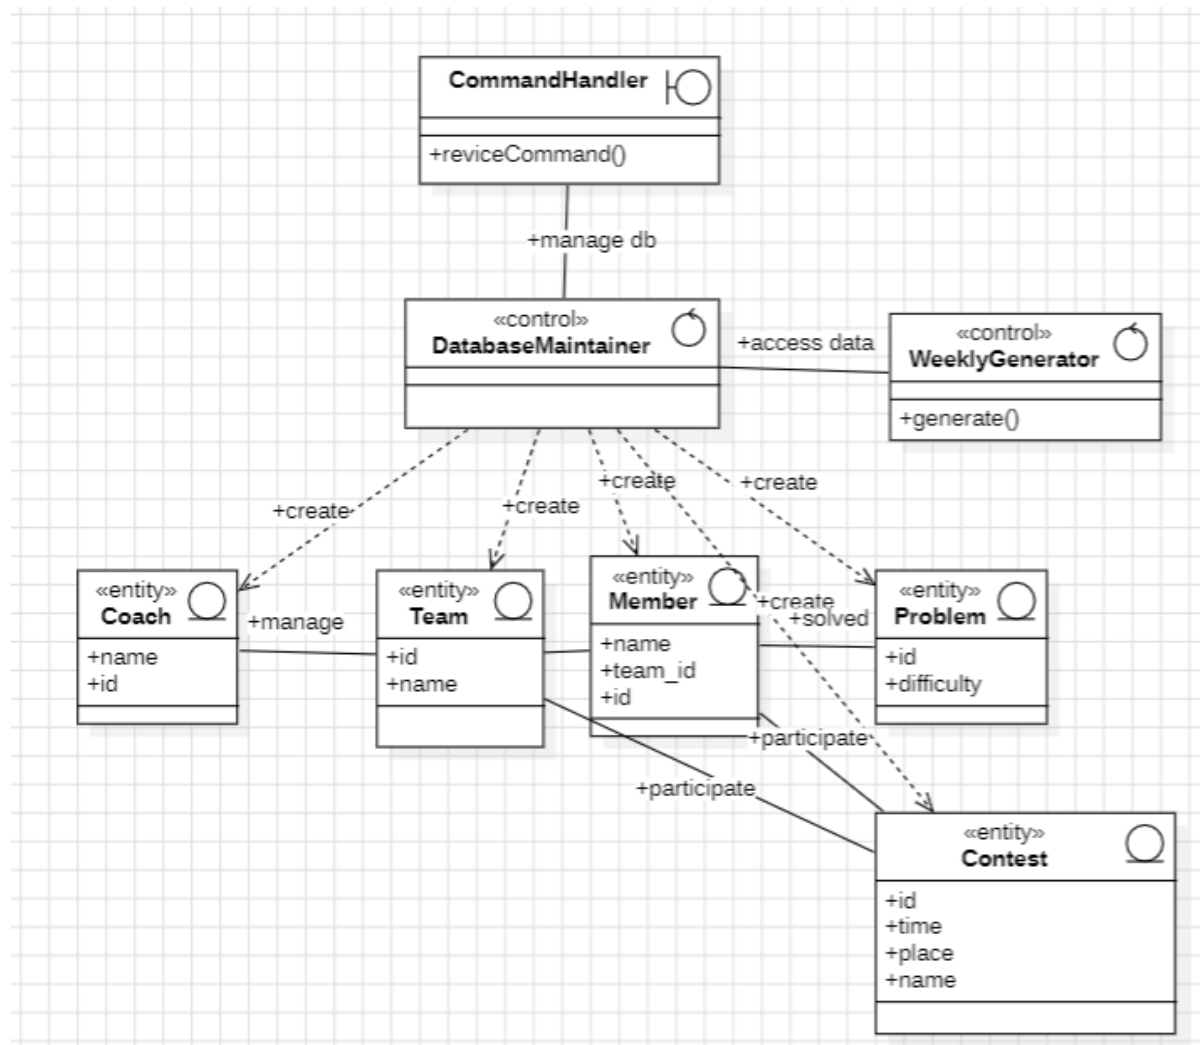 CommandHandler
+reviceCommand()
+manage db
«control»
DatabaseMaintainer
+access data
«control»
WeeklyGenerator
+generate()
+create
+create
+create
+create
«entity»
Coach
+name
+id
+manage
«entity»
Team
+id
+name
«entity»
Member
+name
+team_id
+id
+create
+solved
«entity»
Problem
+id
+difficulty
+participate
+participate
«entity»
Contest
+id
+time
+place
+name